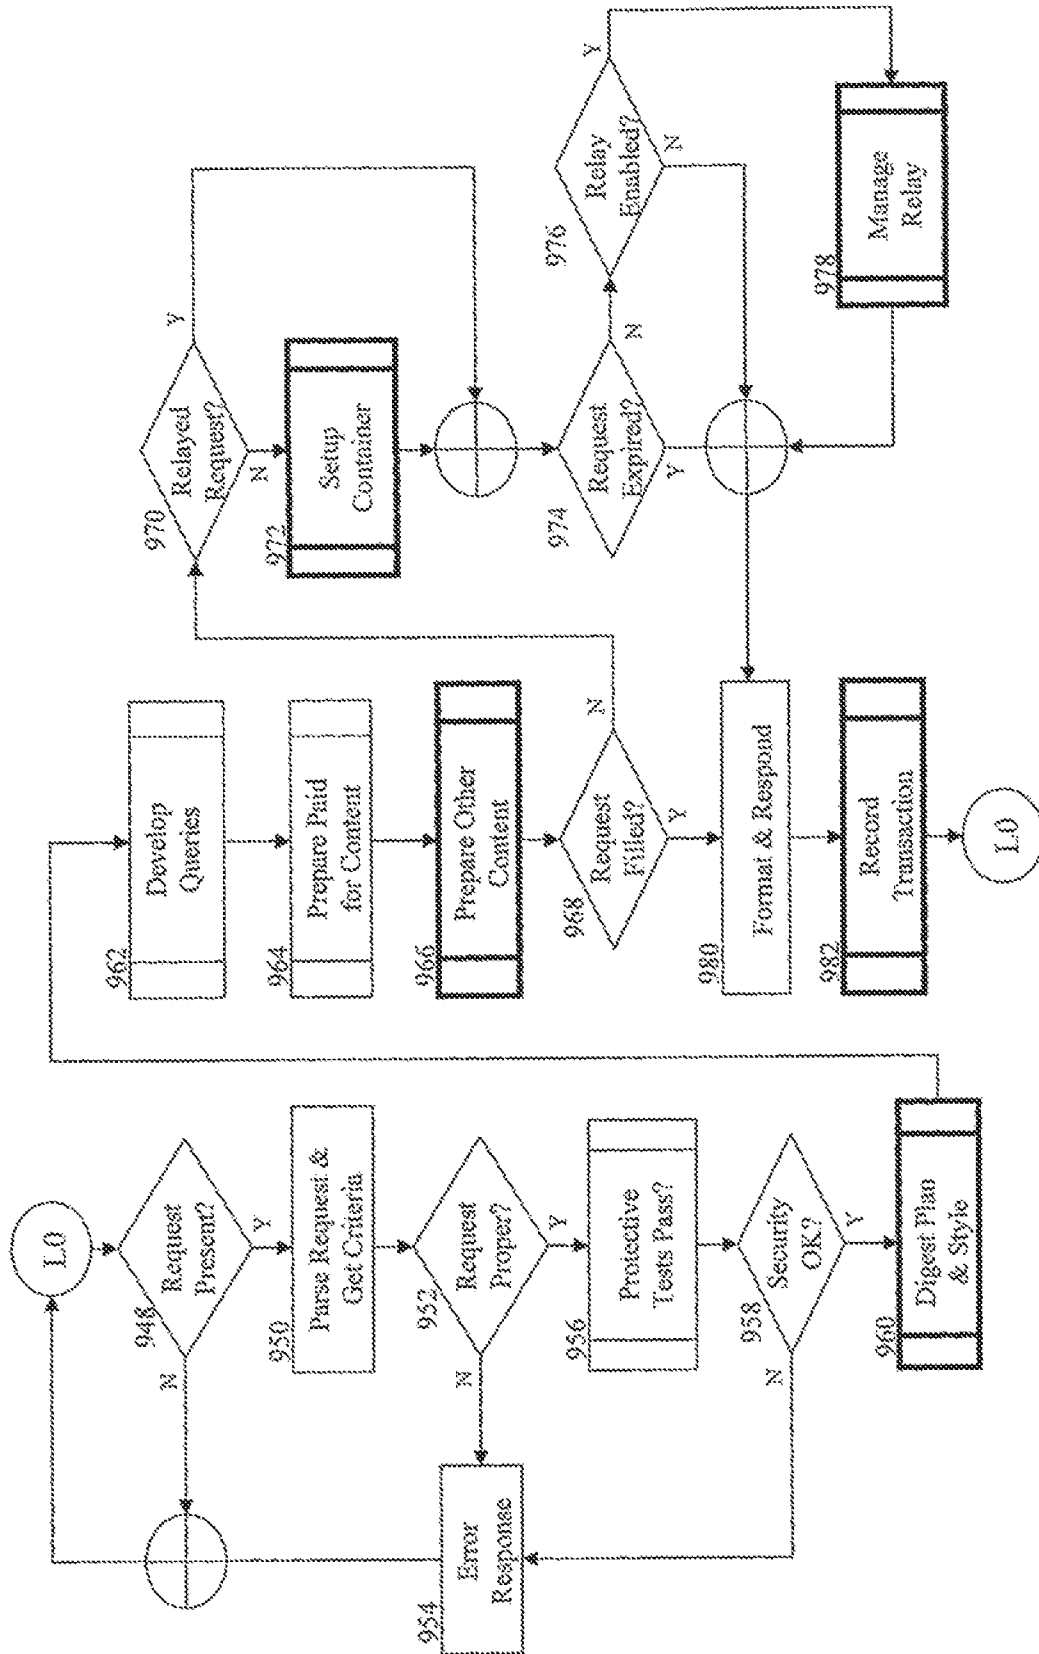 L0
948
Request
Present?
N
Y
950
Parse Request &
Get Criteria
952
Request
Proper?
N
Y
954
Error
Response
956
Protective
Tests Pass?
958
Security
OK?
N
Y
960
Digest Plan
& Style
962
Develop
Queries
964
Prepare Paid
for Content
966
Prepare Other
Content
968
Request
Filled?
N
Y
980
Format & Respond
982
Record
Transaction
L0
970
Relayed
Request?
Y
N
972
Setup
Container
974
Request
Expired?
N
Y
976
Relay
Enabled?
Y
N
978
Manage
Relay